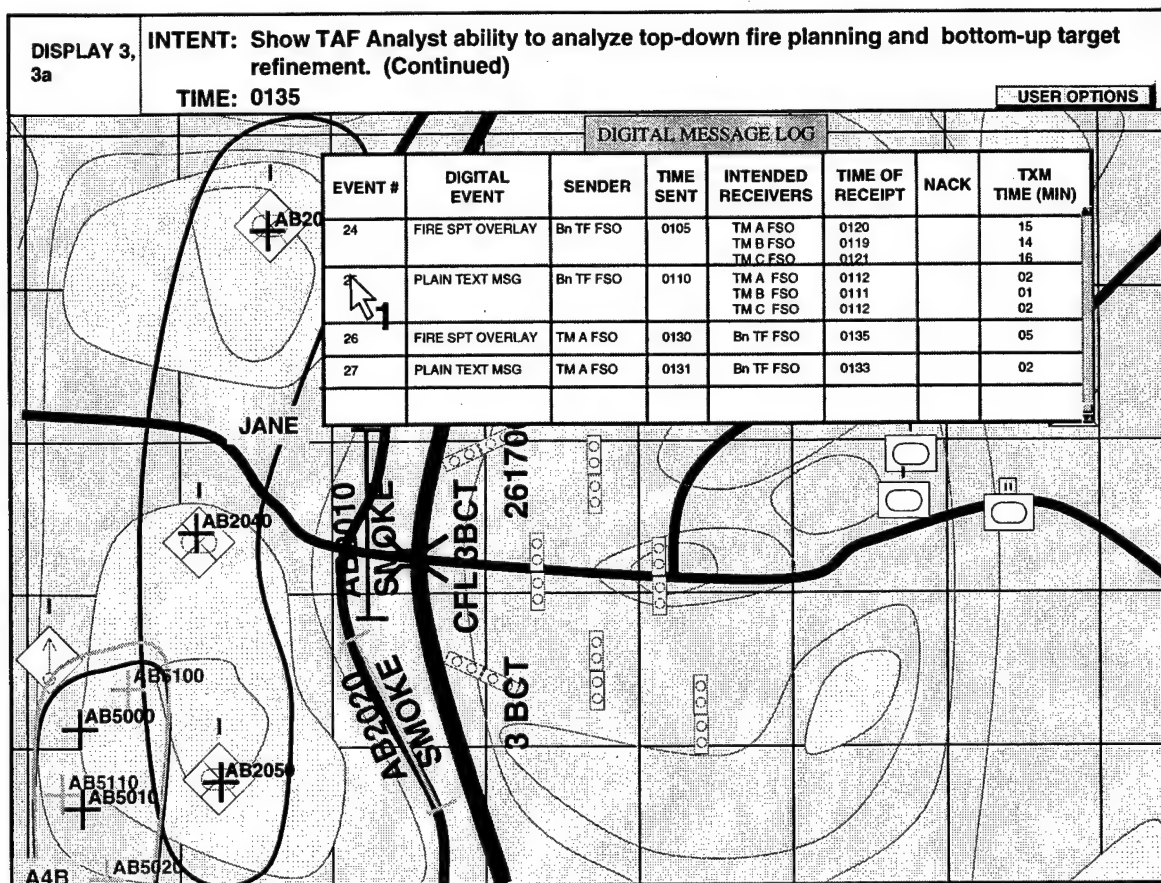 DISPLAY 3,
3a
INTENT: Show TAF Analyst ability to analyze top-down fire planning and bottom-up target
refinement. (Continued)
TIME: 0135
USER OPTIONS
DIGITAL MESSAGE LOG
EVENT # DIGITAL EVENT SENDER TIME SENT INTENDED RECEIVERS TIME OF RECEIPT NACK TXM TIME (MIN)
24 FIRE SPT OVERLAY Bn TF FSO 0105 TM A FSO 0120 15
TM B FSO 0119 14
TM C FSO 0121 16
PLAIN TEXT MSG Bn TF FSO 0110 TM A FSO 0112 02
TM B FSO 0111 01
TM C FSO 0112 02
1
26 FIRE SPT OVERLAY TM A FSO 0130 Bn TF FSO 0135 05
27 PLAIN TEXT MSG TM A FSO 0131 Bn TF FSO 0133 02
AB20
JANE
AB2040
SMOKE
CFL 3BCT
26170
AB2020
SMOKE
3 BCT
AB5100
AB5000
AB5110
AB5010
AB2050
AB5020
A4B